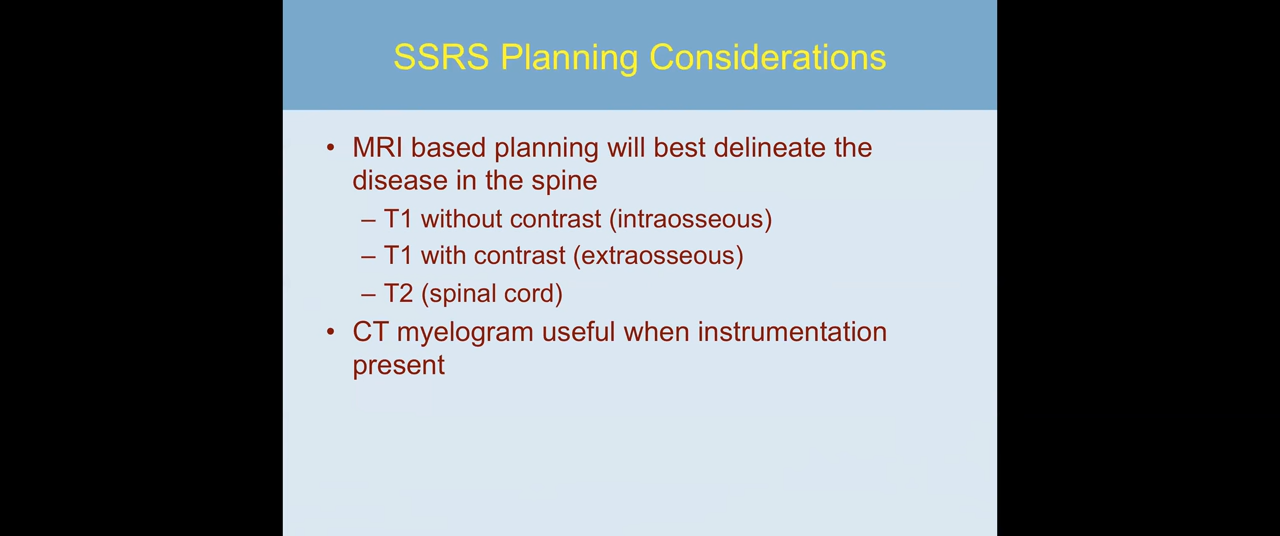 SSRS Planning Considerations
• MRI based planning will best delineate the
disease in the spine
– T1 without contrast (intraosseous)
– T1 with contrast (extraosseous)
– T2 (spinal cord)
• CT myelogram useful when instrumentation
present